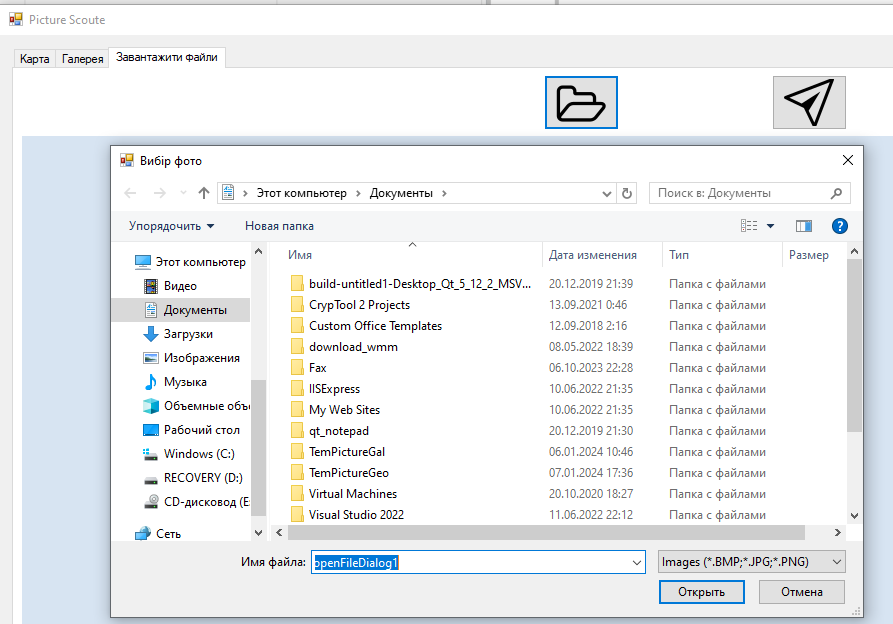 Picture Scoute
Карта Галерея Завантажити файли
Вибір фото
Этот компьютер Документы
Поиск в: Документы
Упорядочить Новая папка
?
Этот компьютер
Видео
Документы
Загрузки
Изображения
Музыка
Объемные объе
Рабочий стол
Windows (C:)
RECOVERY (D:)
CD-дисковод (E:
Сеть
Имя Дата изменения Тип Размер
build-untitled1-Desktop_Qt_5_12_2_MSV... 20.12.2019 21:39 Папка с файлами
CrypTool 2 Projects 13.09.2021 0:46 Папка с файлами
Custom Office Templates 12.09.2018 2:16 Папка с файлами
download_wmm 08.05.2022 18:39 Папка с файлами
Fax 06.10.2023 22:28 Папка с файлами
IISExpress 10.06.2022 21:35 Папка с файлами
My Web Sites 10.06.2022 21:35 Папка с файлами
qt_notepad 20.12.2019 21:30 Папка с файлами
TemPictureGal 06.01.2024 10:46 Папка с файлами
TemPictureGeo 07.01.2024 17:36 Папка с файлами
Virtual Machines 20.10.2020 18:27 Папка с файлами
Visual Studio 2022 11.06.2022 22:12 Папка с файлами
Имя файла: openFileDialog1 Images (*.BMP;*.JPG;*.PNG)
Открыть Отмена